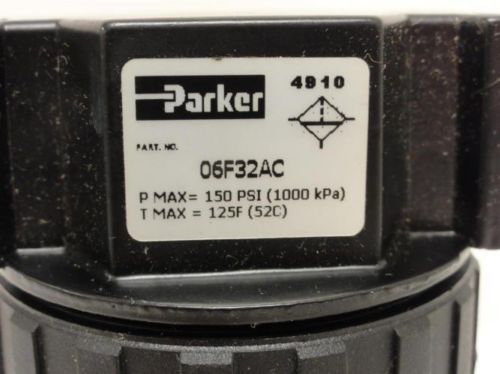 Parker
4910
PART. NO.
06F32AC
P MAX= 150 PSI (1000 kPa)
T MAX = 125F (52C)